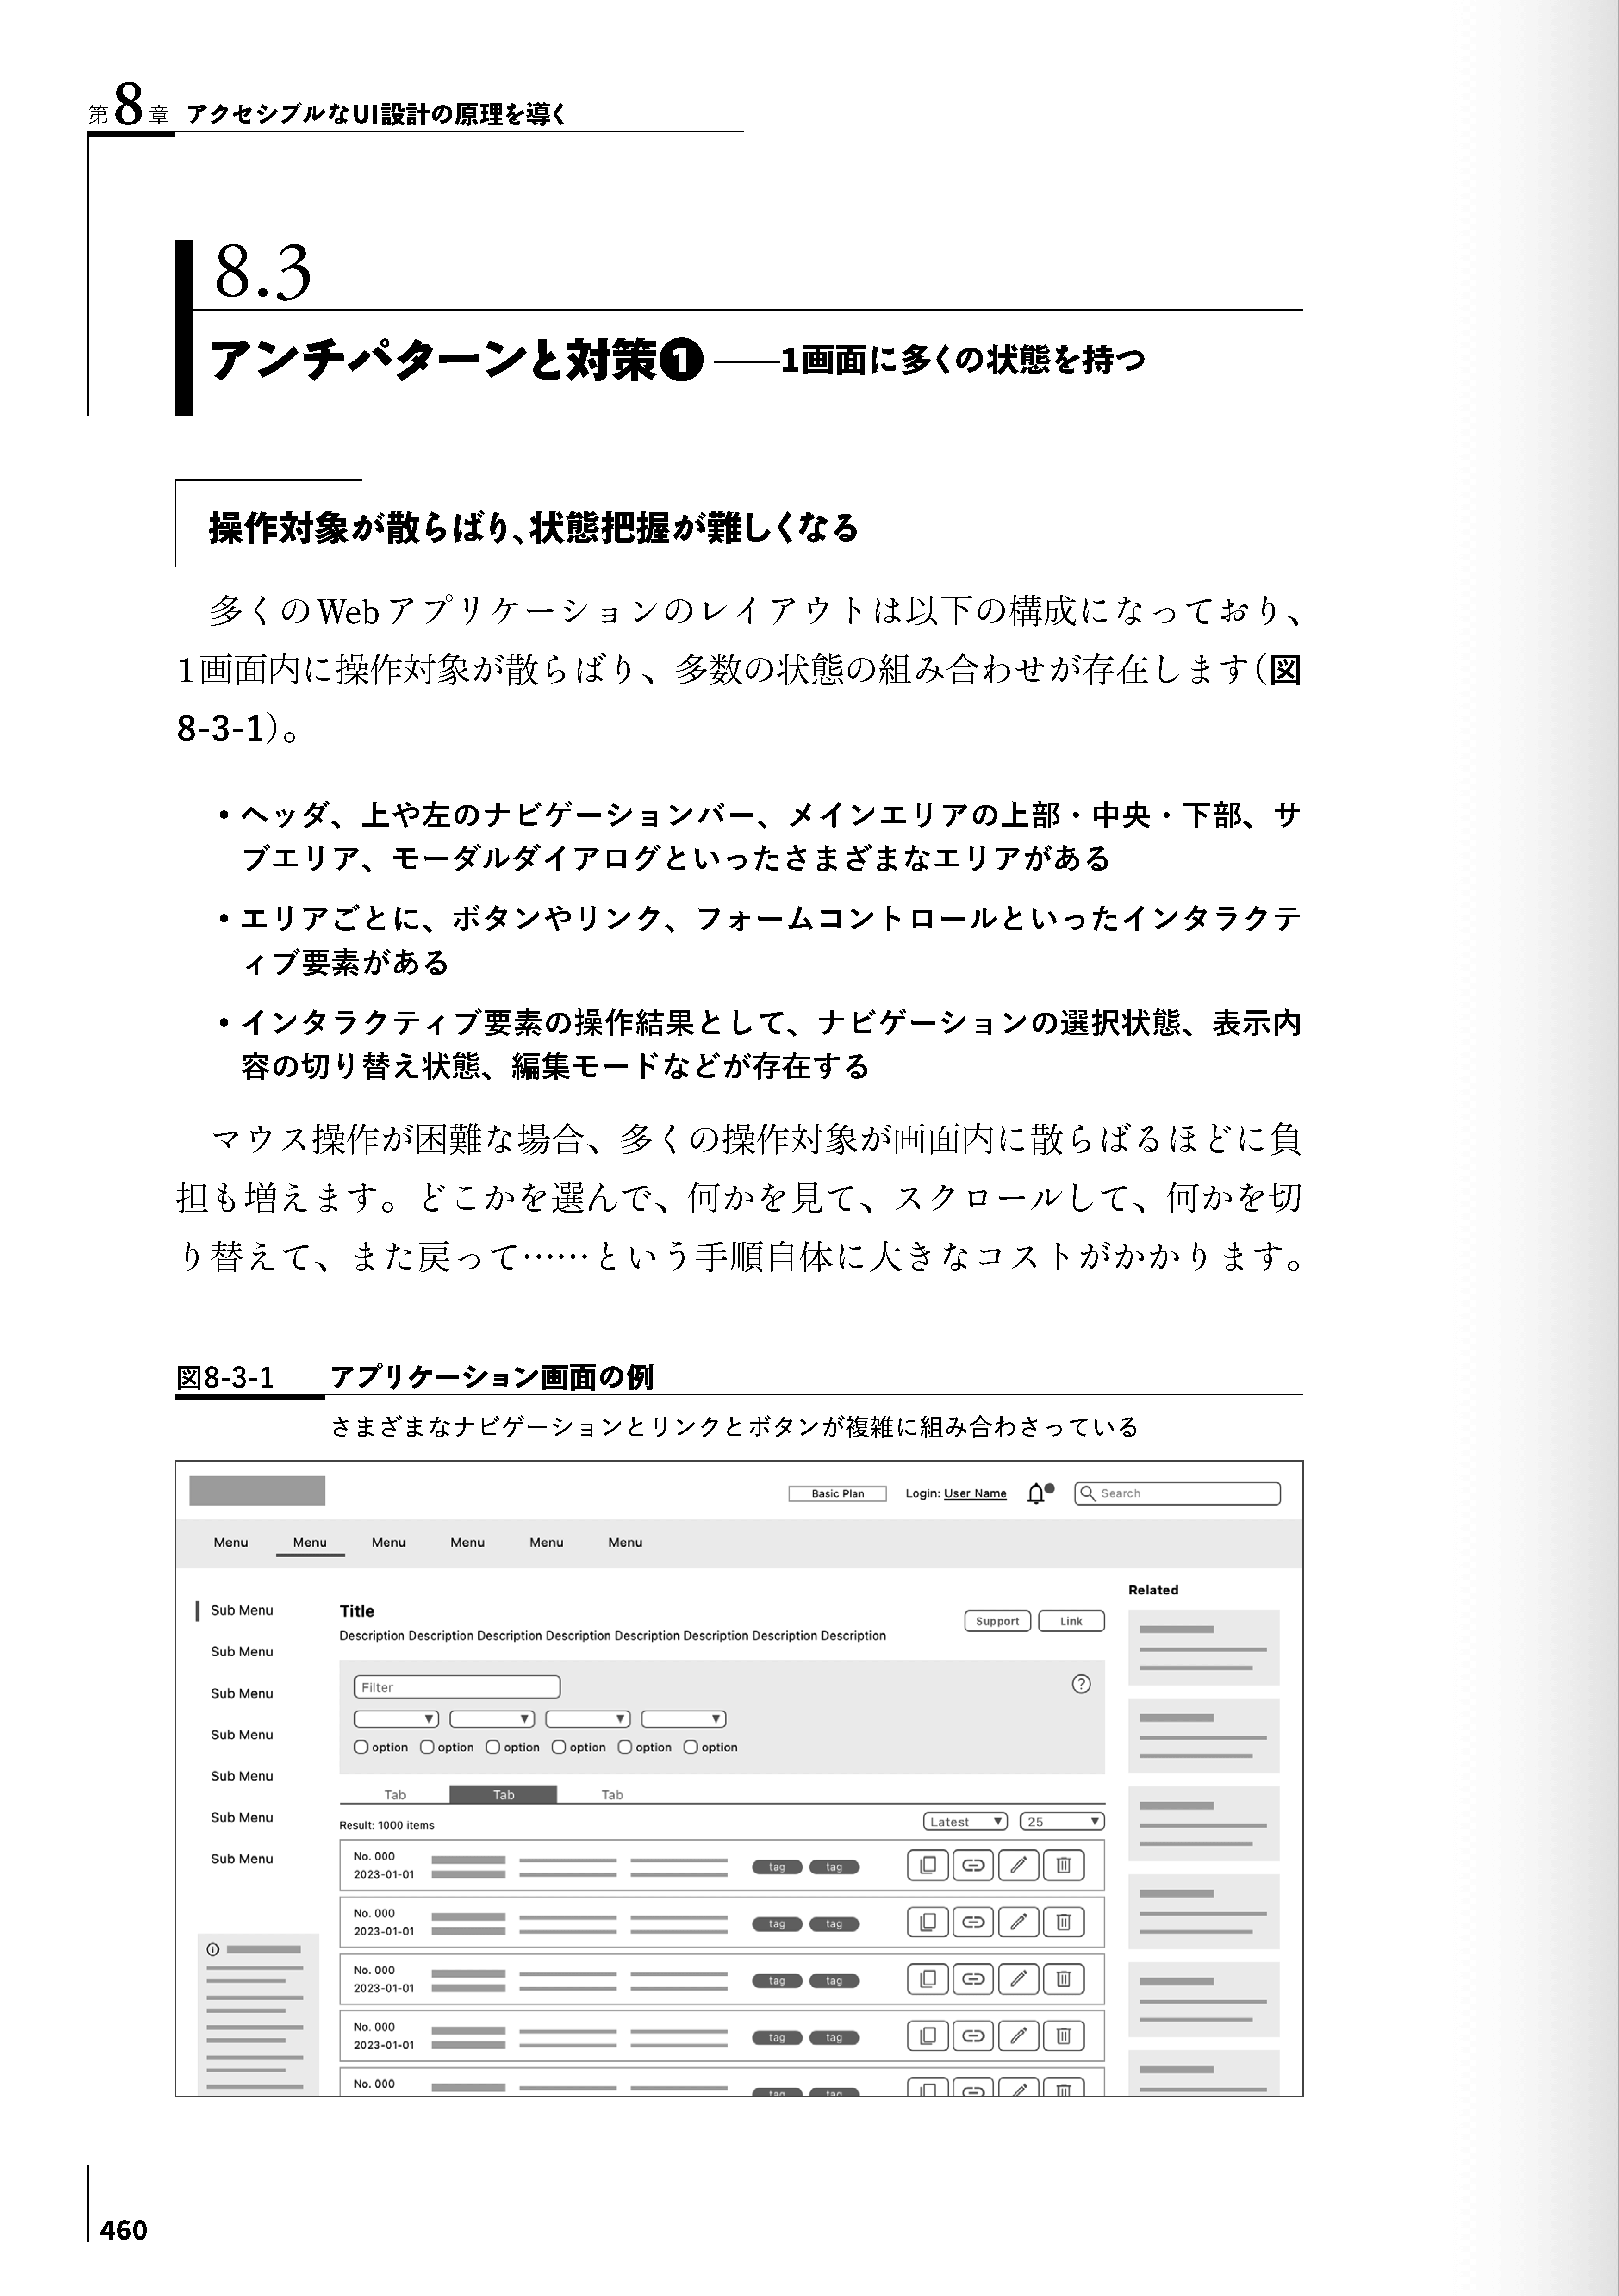 第8章 アクセシブルなUI設計の原理を導く
8.3
アンチパターンと対策❶ ――1画面に多くの状態を持つ
操作対象が散らばり、状態把握が難しくなる
多くのWebアプリケーションのレイアウトは以下の構成になっており、
1画面内に操作対象が散らばり、多数の状態の組み合わせが存在します(図
8-3-1)。
・ヘッダ、上や左のナビゲーションバー、メインエリアの上部・中央・下部、サ
ブエリア、モーダルダイアログといったさまざまなエリアがある
・エリアごとに、ボタンやリンク、フォームコントロールといったインタラクテ
ィブ要素がある
・インタラクティブ要素の操作結果として、ナビゲーションの選択状態、表示内
容の切り替え状態、編集モードなどが存在する
マウス操作が困難な場合、多くの操作対象が画面内に散らばるほどに負
担も増えます。どこかを選んで、何かを見て、スクロールして、何かを切
り替えて、また戻って……という手順自体に大きなコストがかかります。
図8-3-1 アプリケーション画面の例
さまざまなナビゲーションとリンクとボタンが複雑に組み合わさっている
Basic Plan Login: User Name Search
Menu Menu Menu Menu Menu Menu
Sub Menu
Sub Menu
Sub Menu
Sub Menu
Sub Menu
Sub Menu
Sub Menu
Title
Description Description Description Description Description Description Description Description
Support Link
Filter
?
option option option option option option
Tab Tab Tab
Result: 1000 items
Latest ▼ 25 ▼
No. 000
2023-01-01
tag tag
No. 000
2023-01-01
tag tag
No. 000
2023-01-01
tag tag
No. 000
2023-01-01
tag tag
No. 000
tag tag
Related
460